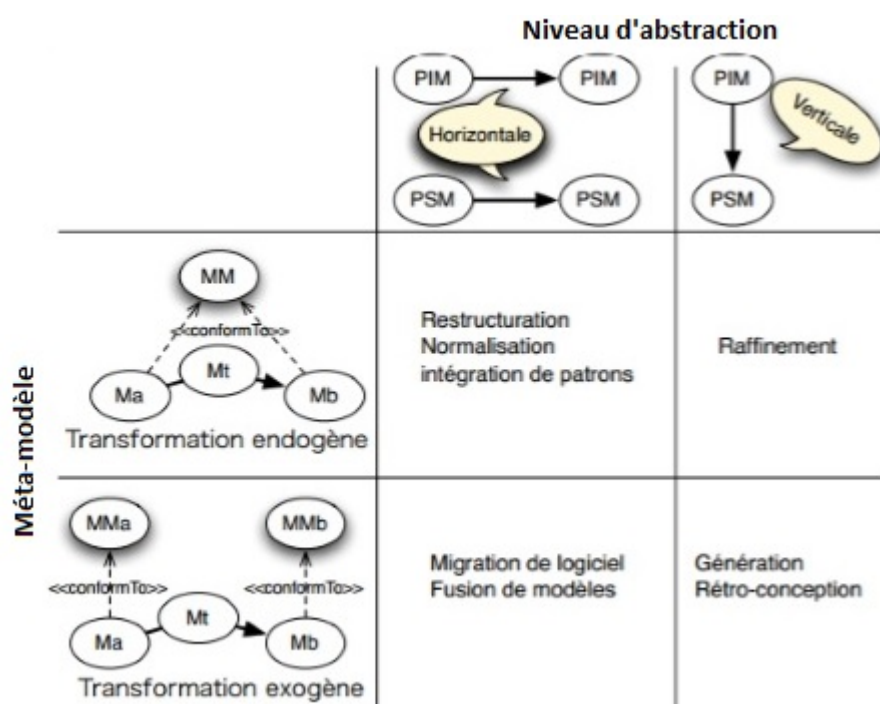 Niveau d'abstraction
PIM PIM PIM
Horizontale
Verticale
PSM PSM PSM
Méta-modèle
MM
<<conformTo>>
Mt
Ma Mb
Transformation endogène
Restructuration
Normalisation
intégration de patrons
Raffinement
MMa MMb
<<conformTo>> <<conformTo>>
Mt
Ma Mb
Transformation exogène
Migration de logiciel
Fusion de modèles
Génération
Rétro-conception